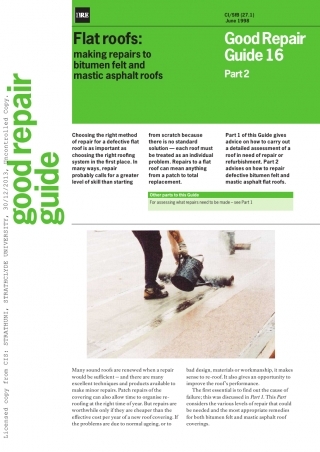 BRE
CI/SfB (27.1)
June 1998
Flat roofs:
making repairs to
bitumen felt and
mastic asphalt roofs
Good Repair
Guide 16
Part 2
good repair
guide
Licensed copy from CIS: STRATHUNI, STRATHCLYDE UNIVERSITY, 30/12/2013, Uncontrolled Copy.
Choosing the right method
of repair for a defective flat
roof is as important as
choosing the right roofing
system in the first place. In
many ways, repair
probably calls for a greater
level of skill than starting
from scratch because
there is no standard
solution — each roof must
be treated as an individual
problem. Repairs to a flat
roof can mean anything
from a patch to total
replacement.
Part 1 of this Guide gives
advice on how to carry out
a detailed assessment of a
roof in need of repair or
refurbishment. Part 2
advises on how to repair
defective bitumen felt and
mastic asphalt flat roofs.
Other parts to this Guide
For assessing what repairs need to be made – see Part 1
Many sound roofs are renewed when a repair
would be sufficient – and there are many
excellent techniques and products available to
make minor repairs. Patch repairs of the
covering can also allow time to organise re-
roofing at the right time of year. But repairs are
worthwhile only if they are cheaper than the
effective cost per year of a new roof covering. If
the problems are due to normal ageing, or to
bad design, materials or workmanship, it makes
sense to re-roof. It also gives an opportunity to
improve the roof's performance.
The first essential is to find out the cause of
failure; this was discussed in Part 1. This Part
considers the various levels of repair that could
be needed and the most appropriate remedies
for both bitumen felt and mastic asphalt roof
coverings.